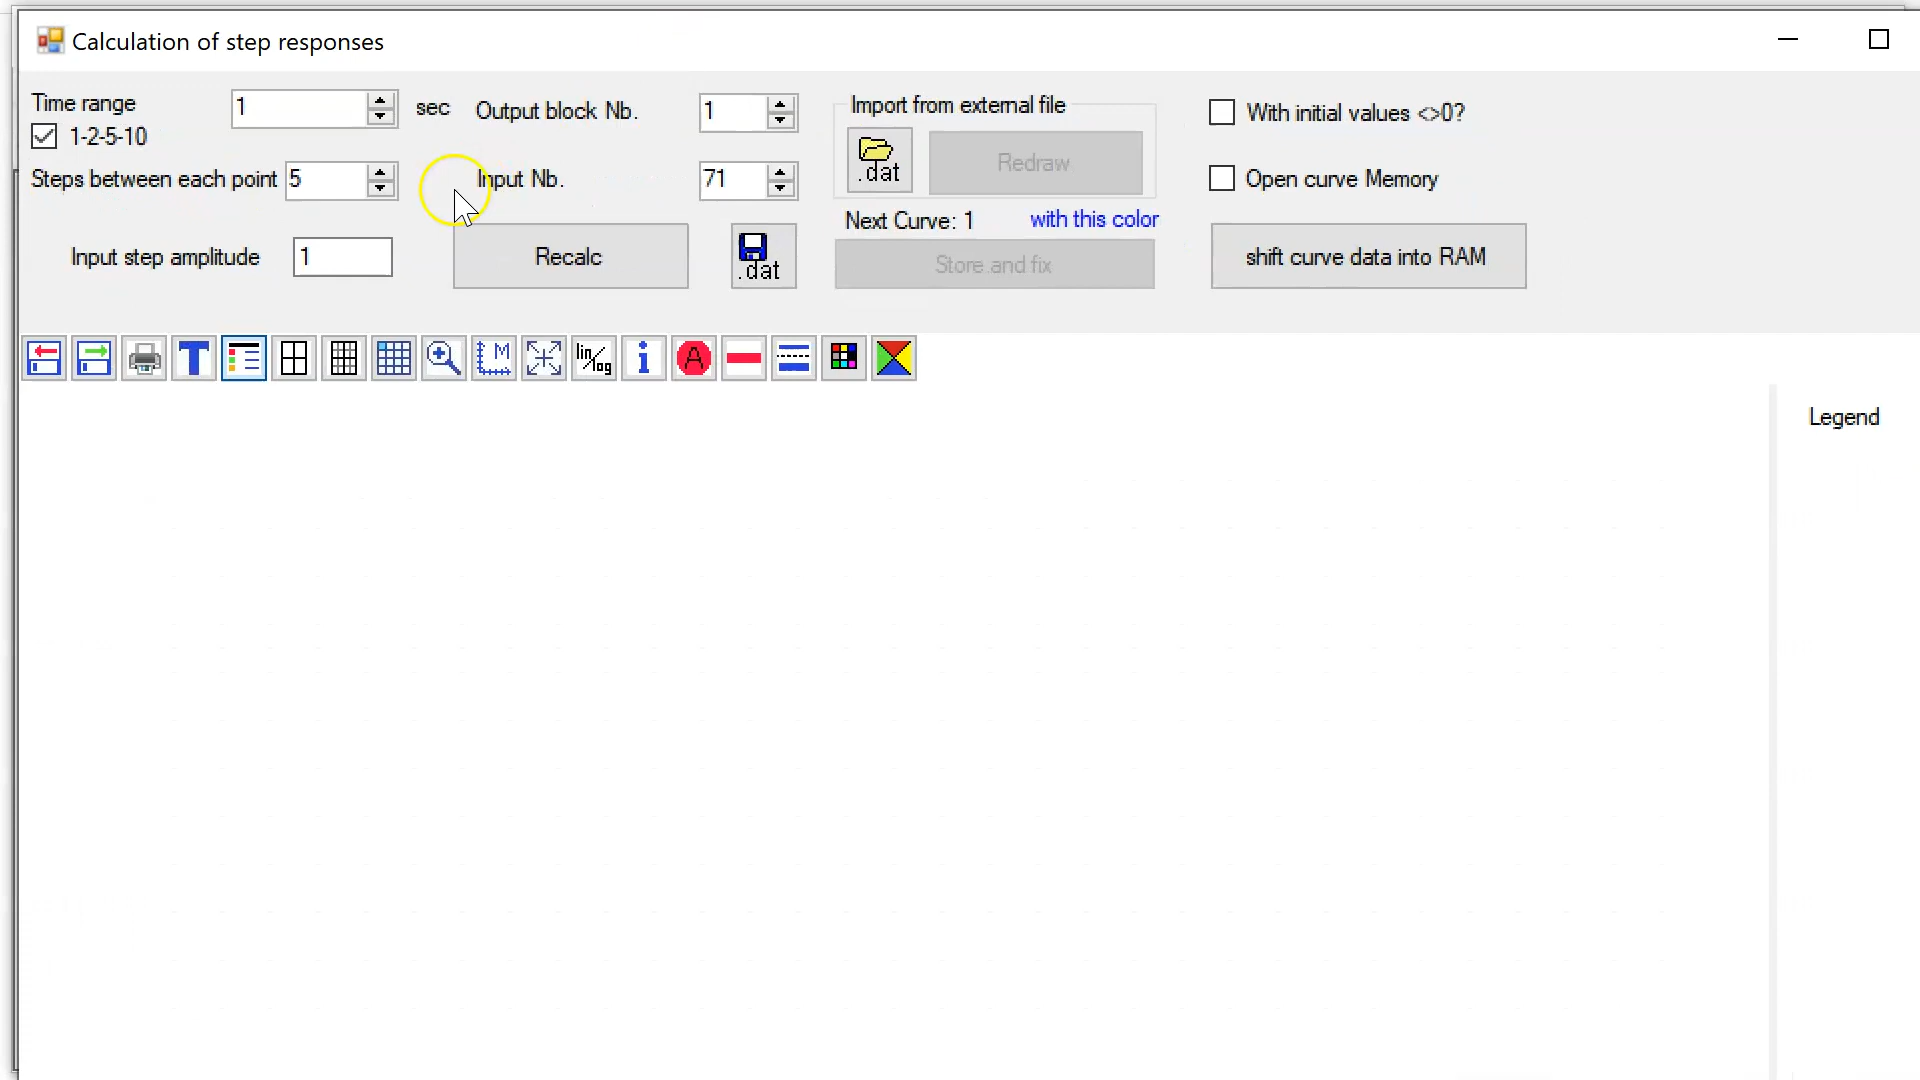 Calculation of step responses
Time range 1 sec Output block Nb. 1 Import from external file With initial values <>0?
1-2-5-10
.dat Redraw
Steps between each point 5 Input Nb. 71 Open curve Memory
Next Curve: 1 with this color
Input step amplitude 1 Recalc .dat Store and fix shift curve data into RAM
T M lin/log i A
Legend